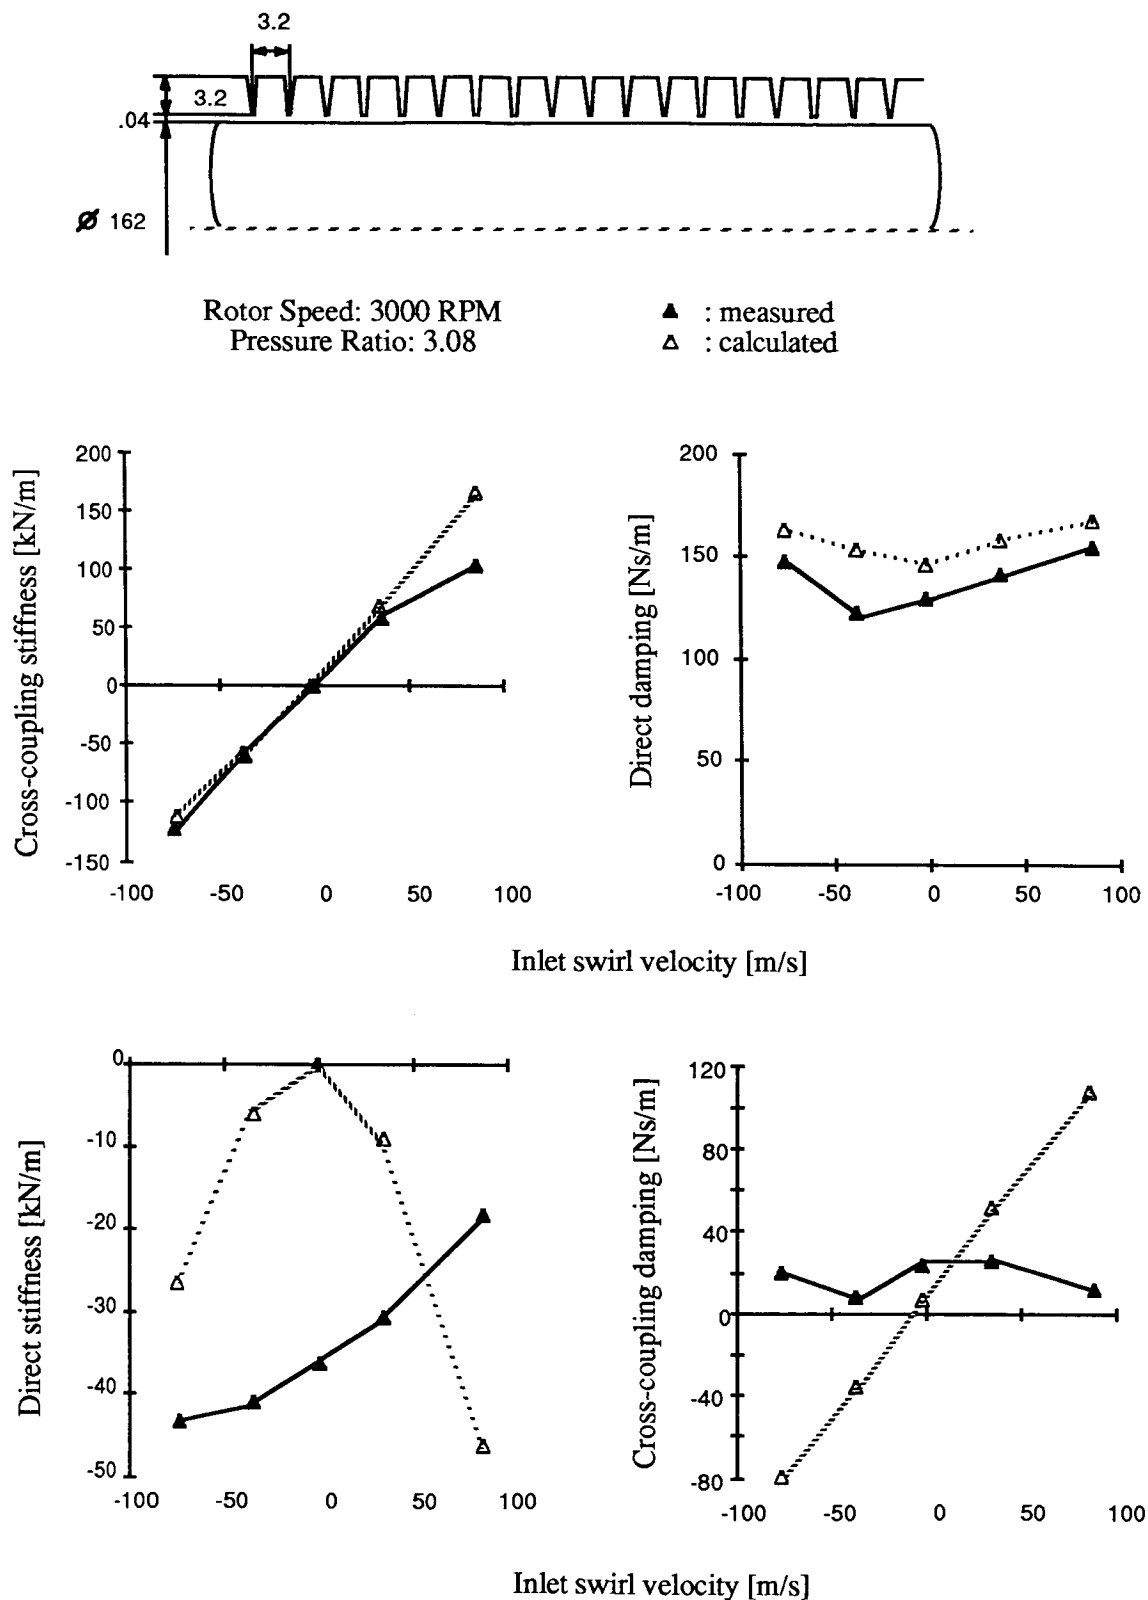 3.2
3.2
.04
Ø 162
Rotor Speed: 3000 RPM
Pressure Ratio: 3.08
▲ : measured
△ : calculated
Cross-coupling stiffness [kN/m]
200
150
100
50
0
-50
-100
-150
-100 -50 0 50 100
Direct damping [Ns/m]
200
150
100
50
0
-100 -50 0 50 100
Inlet swirl velocity [m/s]
Direct stiffness [kN/m]
0
-10
-20
-30
-40
-50
-100 -50 0 50 100
Cross-coupling damping [Ns/m]
120
80
40
0
-40
-80
-100 -50 0 50 100
Inlet swirl velocity [m/s]